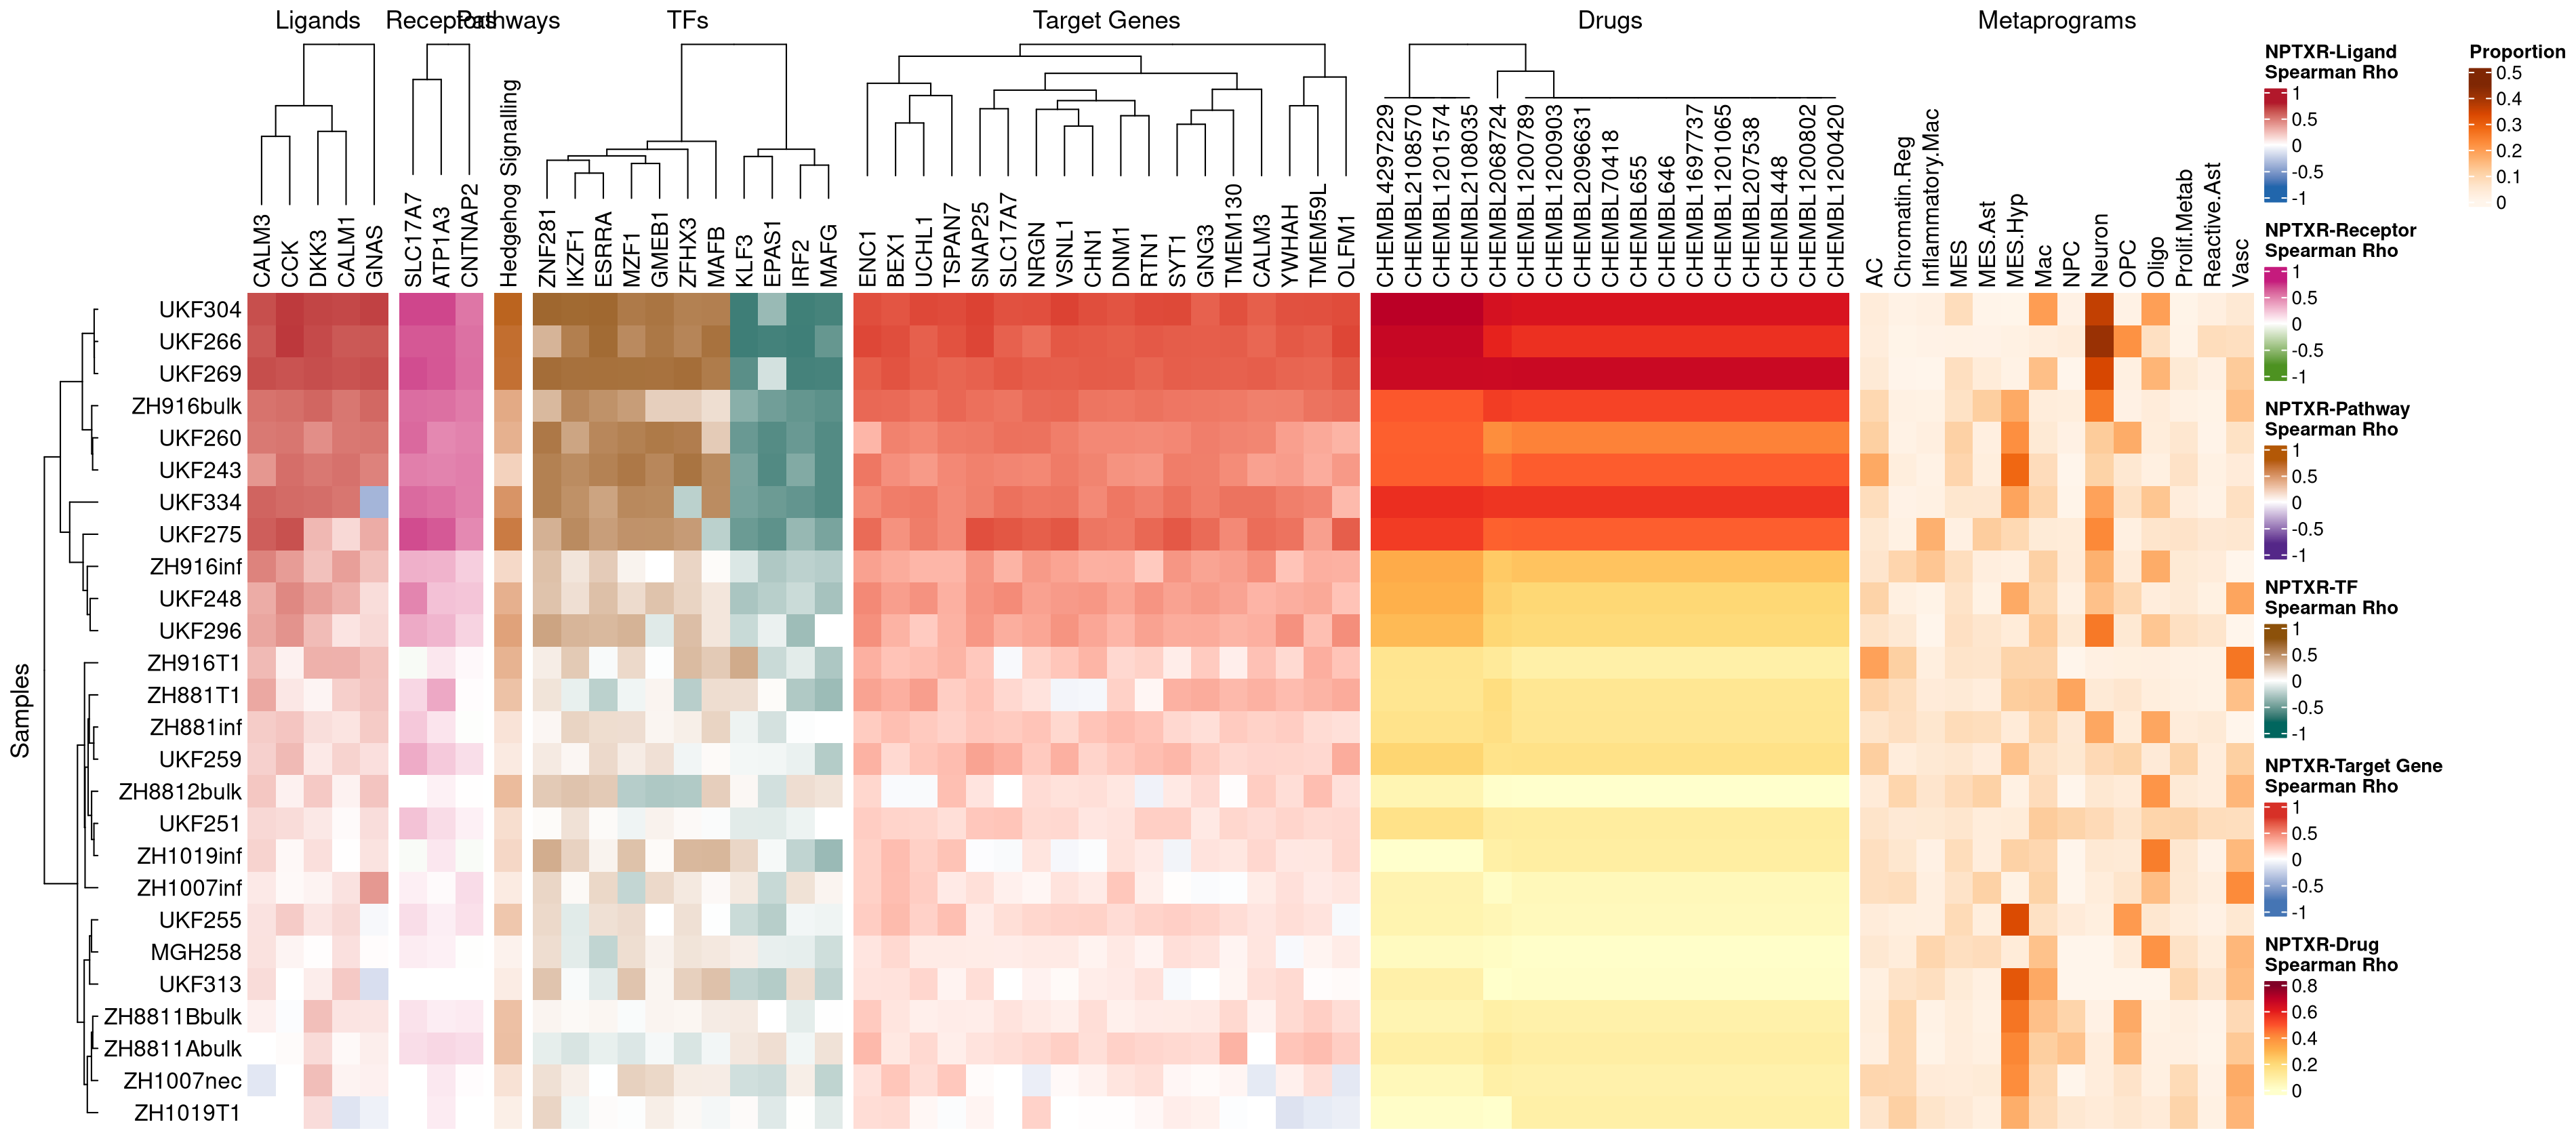 Ligands
Receptors
Pathways
TFs
Target Genes
Drugs
Metaprograms
CALM3
CCK
DKK3
CALM1
GNAS
SLC17A7
ATP1A3
CNTNAP2
Hedgehog Signalling
ZNF281
IKZF1
ESRRA
MZF1
GMEB1
ZFHX3
MAFB
KLF3
EPAS1
IRF2
MAFG
ENC1
BEX1
UCHL1
TSPAN7
SNAP25
SLC17A7
NRGN
VSNL1
CHN1
DNM1
RTN1
SYT1
GNG3
TMEM130
CALM3
YWHAH
TMEM59L
OLFM1
CHEMBL4297229
CHEMBL2108570
CHEMBL1201574
CHEMBL2108035
CHEMBL2068724
CHEMBL1200789
CHEMBL1200903
CHEMBL2096631
CHEMBL70418
CHEMBL655
CHEMBL646
CHEMBL1697737
CHEMBL1201065
CHEMBL207538
CHEMBL448
CHEMBL1200802
CHEMBL1200420
AC
Chromatin.Reg
Inflammatory.Mac
MES
MES.Ast
MES.Hyp
Mac
NPC
Neuron
OPC
Oligo
Prolif.Metab
Reactive.Ast
Vasc
Samples
UKF304
UKF266
UKF269
ZH916bulk
UKF260
UKF243
UKF334
UKF275
ZH916inf
UKF248
UKF296
ZH916T1
ZH881T1
ZH881inf
UKF259
ZH8812bulk
UKF251
ZH1019inf
ZH1007inf
UKF255
MGH258
UKF313
ZH8811Bbulk
ZH8811Abulk
ZH1007nec
ZH1019T1
NPTXR-Ligand
Spearman Rho
1
0.5
0
-0.5
-1
NPTXR-Receptor
Spearman Rho
1
0.5
0
-0.5
-1
NPTXR-Pathway
Spearman Rho
1
0.5
0
-0.5
-1
NPTXR-TF
Spearman Rho
1
0.5
0
-0.5
-1
NPTXR-Target Gene
Spearman Rho
1
0.5
0
-0.5
-1
NPTXR-Drug
Spearman Rho
0.8
0.6
0.4
0.2
0
Proportion
0.5
0.4
0.3
0.2
0.1
0